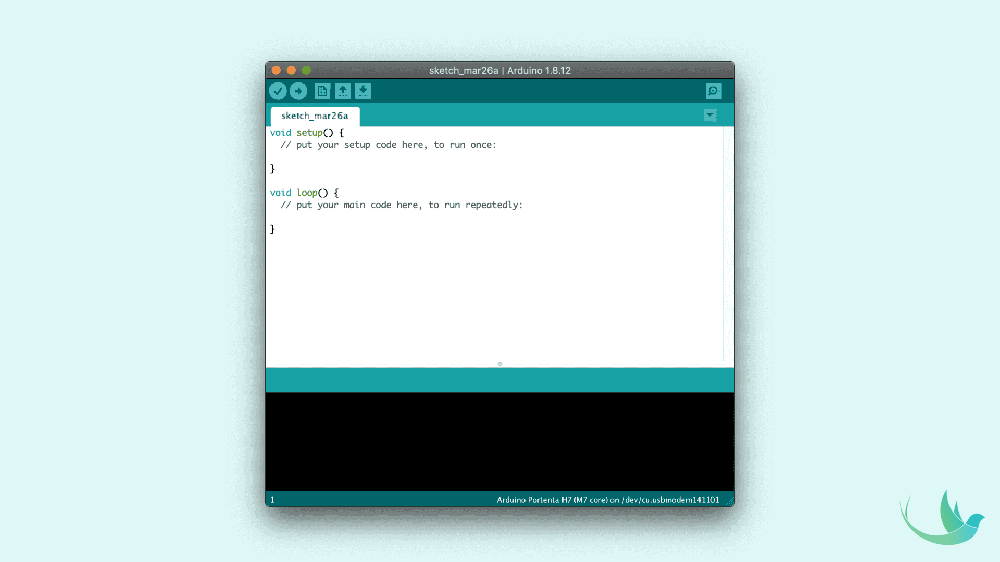 sketch_mar26a | Arduino 1.8.12
sketch_mar26a
void setup() {
  // put your setup code here, to run once:
}
void loop() {
  // put your main code here, to run repeatedly:
}
1
Arduino Portenta H7 (M7 core) on /dev/cu.usbmodem141101